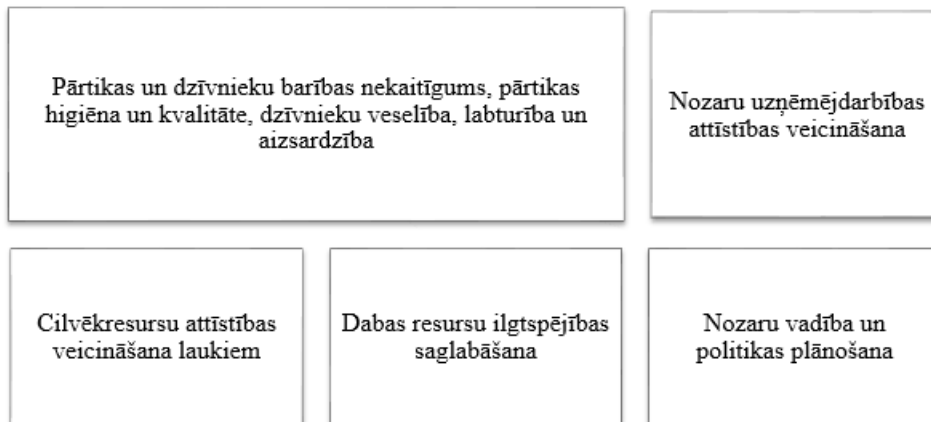 Pārtikas un dzīvnieku barības nekaitīgums, pārtikas
higiēna un kvalitāte, dzīvnieku veselība, labturība un
aizsardzība
Nozaru uzņēmējdarbības
attīstības veicināšana
Cilvēkresursu attīstības
veicināšana laukiem
Dabas resursu ilgtspējības
saglabāšana
Nozaru vadība un
politikas plānošana